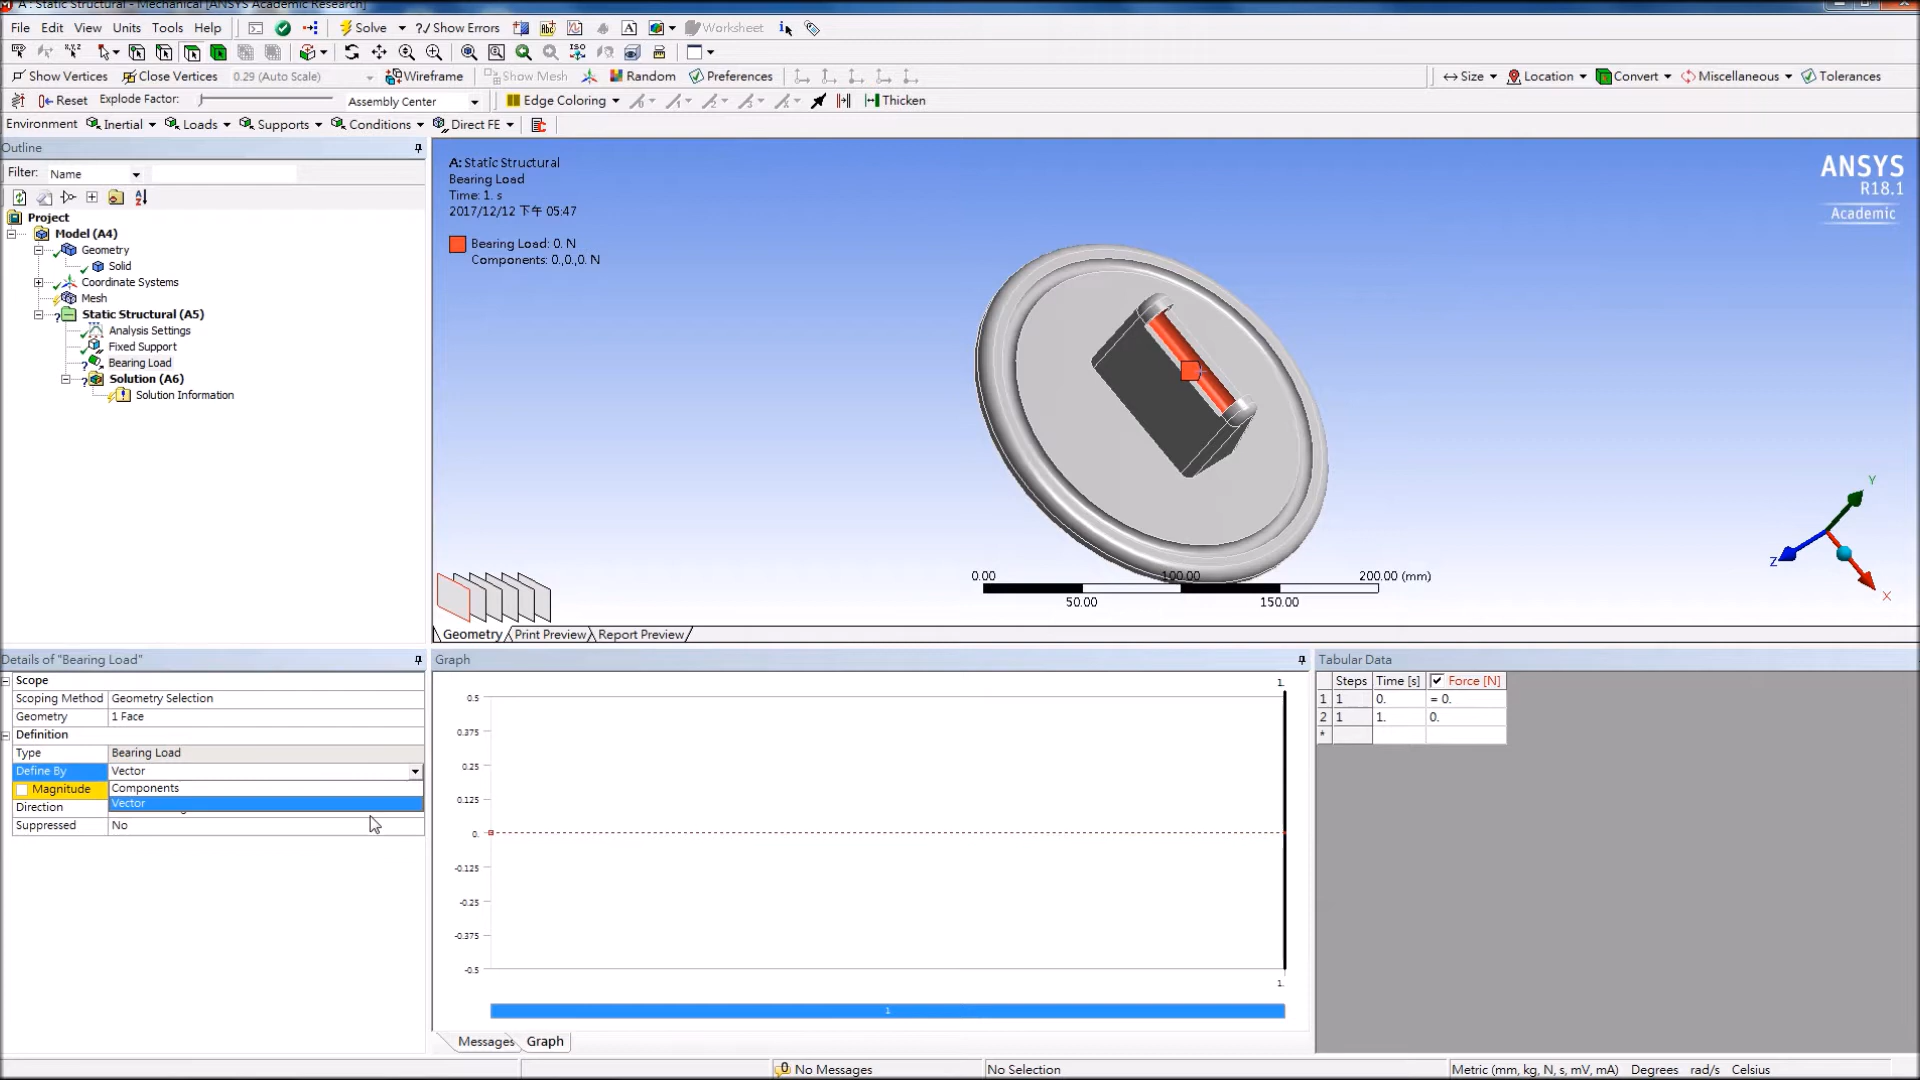 A : Static Structural - Mechanical [ANSYS Academic Research]
File Edit View Units Tools Help Solve ?/ Show Errors Worksheet
Show Vertices Close Vertices 0.29 (Auto Scale) Wireframe Show Mesh Random Preferences Size Location Convert Miscellaneous Tolerances
Reset Explode Factor: Assembly Center Edge Coloring Thicken
Environment Inertial Loads Supports Conditions Direct FE
Outline
Filter: Name
Project
Model (A4)
Geometry
Solid
Coordinate Systems
Mesh
Static Structural (A5)
Analysis Settings
Fixed Support
Bearing Load
Solution (A6)
Solution Information
A: Static Structural
Bearing Load
Time: 1. s
2017/12/12 下午 05:47
Bearing Load: 0. N
Components: 0.,0.,0. N
ANSYS
R18.1
Academic
Y
Z
X
0.00 100.00 200.00 (mm)
50.00 150.00
Geometry Print Preview Report Preview
Details of "Bearing Load"
Scope
Scoping Method Geometry Selection
Geometry 1 Face
Definition
Type Bearing Load
Define By Vector
Magnitude Components
Vector
Direction
Suppressed No
Graph
1.
0.5
0.375
0.25
0.125
0.
-0.125
-0.25
-0.375
-0.5
1.
1
Messages Graph
Tabular Data
Steps Time [s] Force [N]
1 1 0. = 0.
2 1 1. 0.
*
No Messages No Selection Metric (mm, kg, N, s, mV, mA) Degrees rad/s Celsius